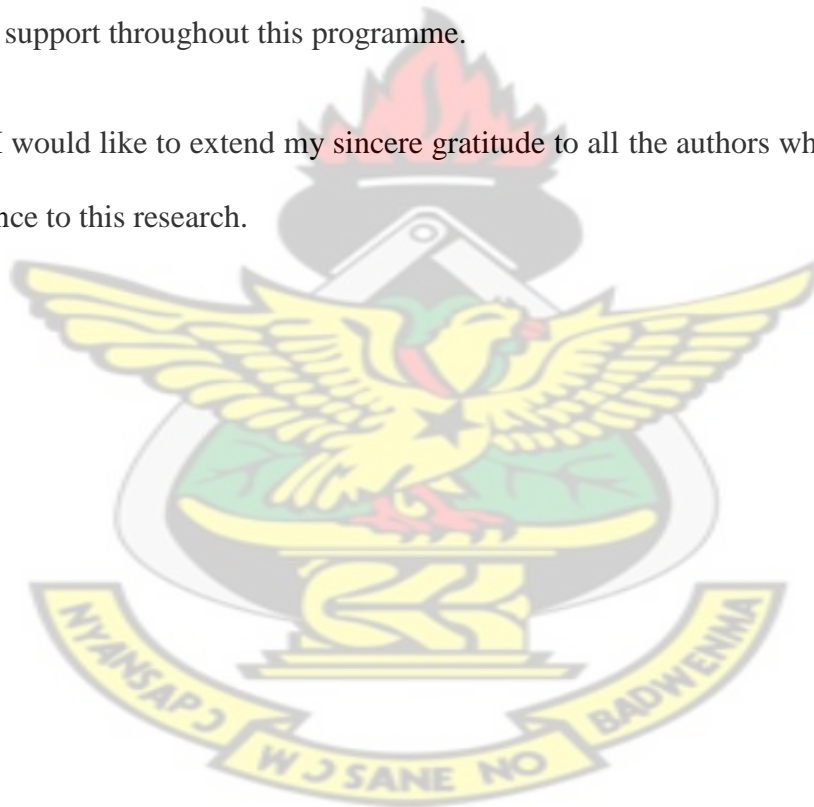 support throughout this programme.
I would like to extend my sincere gratitude to all the authors
nce to this research.
NYANSAPƆ WƆSANE NO BADWENMA